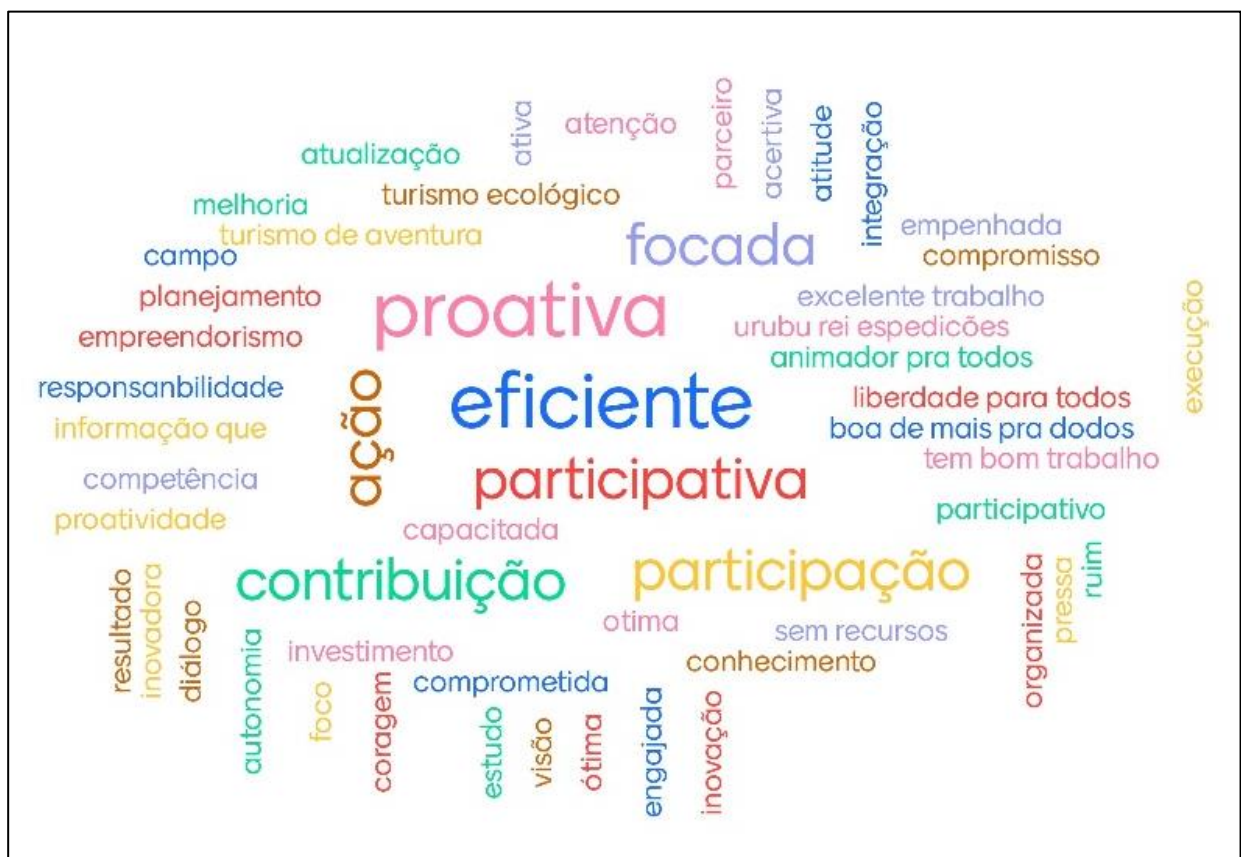 ativa
atenção
parceiro
acertiva
atitude
integração
atualização
turismo ecológico
melhoria
turismo de aventura
focada
empenhada
campo
compromisso
planejamento
proativa
excelente trabalho
execução
empreendorismo
urubu rei espedicões
animador pra todos
responsanbilidade
ação
eficiente
liberdade para todos
informação que
boa de mais pra dodos
competência
participativa
tem bom trabalho
proatividade
capacitada
participativo
contribuição
participação
resultado
inovadora
diálogo
otima
sem recursos
organizada
pressa
ruim
autonomia
investimento
conhecimento
foco
coragem
comprometida
estudo
visão
ótima
engajada
inovação